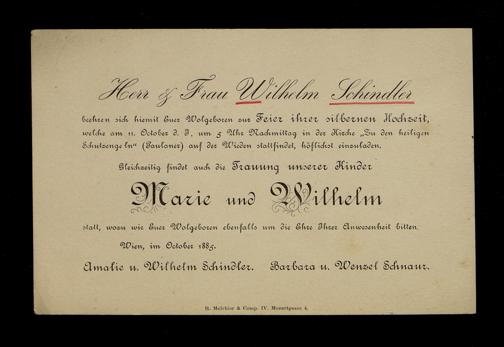 Herr & Frau Wilhelm Schindler
beehren sich hiemit Euer Wolgeboren zur Feier ihrer silbernen Hochzeit,
welche am 11. October d. J. um 5 Uhr Nachmittag in der Kirche „Zu den heiligen
Schutzengeln“ (Paulaner) auf der Wieden stattfindet, höflichst einzuladen.
Gleichzeitig findet auch die Trauung unserer Kinder
Marie und Wilhelm
statt, wozu wir Euer Wolgeboren ebenfalls um die Ehre Ihrer Anwesenheit bitten.
Wien, im October 1885.
Amalie u. Wilhelm Schindler. Barbara u. Wenzel Schnaur.
H. Melchior & Comp. IV. Mozartgasse 4.